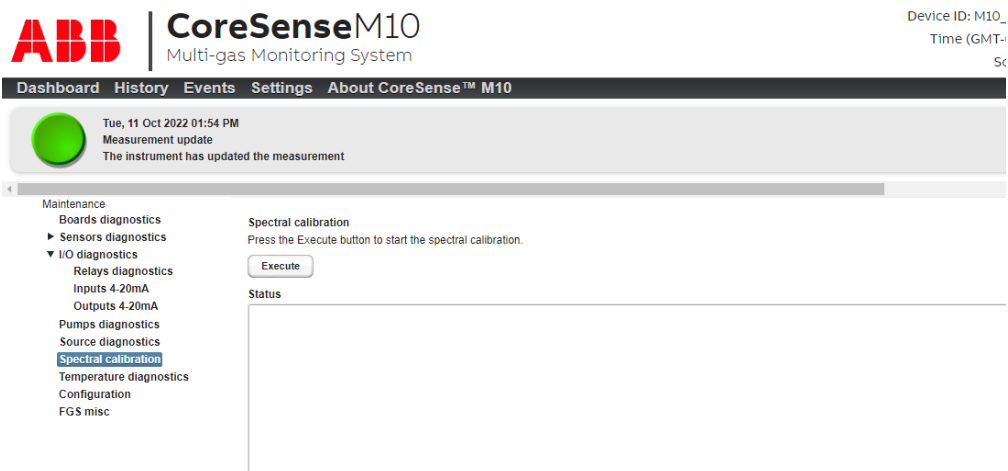 ABB
CoreSenseM10
Multi-gas Monitoring System
Device ID: M10_
Time (GMT-
Dashboard History Events Settings About CoreSense™ M10
Tue, 11 Oct 2022 01:54 PM
Measurement update
The instrument has updated the measurement
Maintenance
Boards diagnostics
Sensors diagnostics
I/O diagnostics
Relays diagnostics
Inputs 4-20mA
Outputs 4-20mA
Pumps diagnostics
Source diagnostics
Spectral calibration
Temperature diagnostics
Configuration
FGS misc
Spectral calibration
Press the Execute button to start the spectral calibration.
Execute
Status